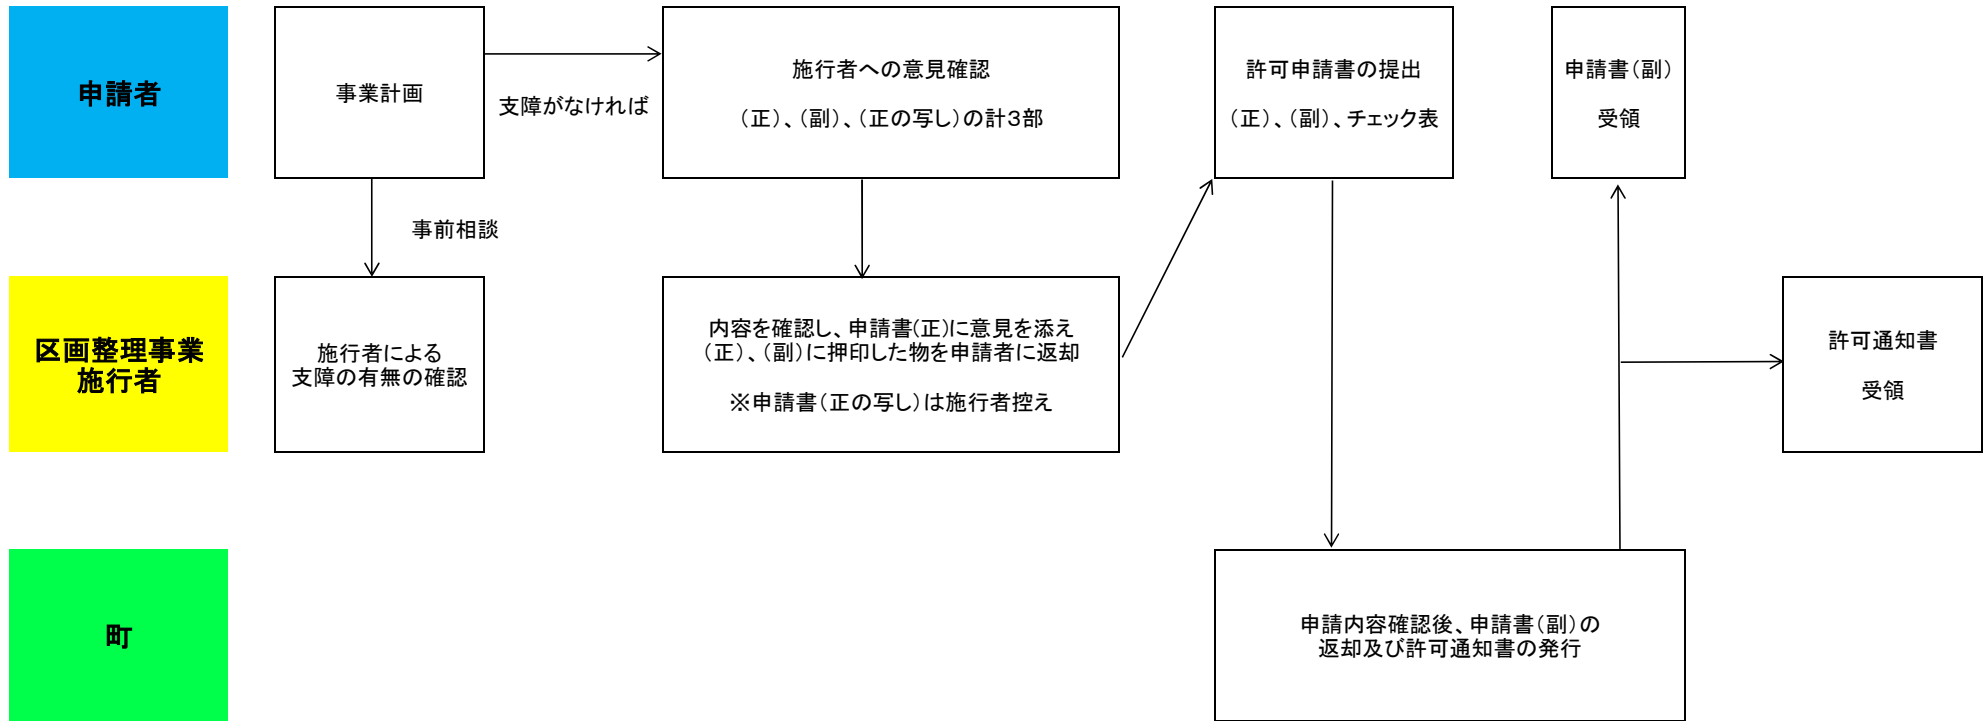 申請者
事業計画
支障がなければ
施行者への意見確認
（正）、（副）、（正の写し）の計３部
許可申請書の提出
（正）、（副）、チェック表
申請書（副）
受領
事前相談
区画整理事業
施行者
施行者による
支障の有無の確認
内容を確認し、申請書（正）に意見を添え
（正）、（副）に押印した物を申請者に返却
※申請書（正の写し）は施行者控え
許可通知書
受領
町
申請内容確認後、申請書（副）の
返却及び許可通知書の発行